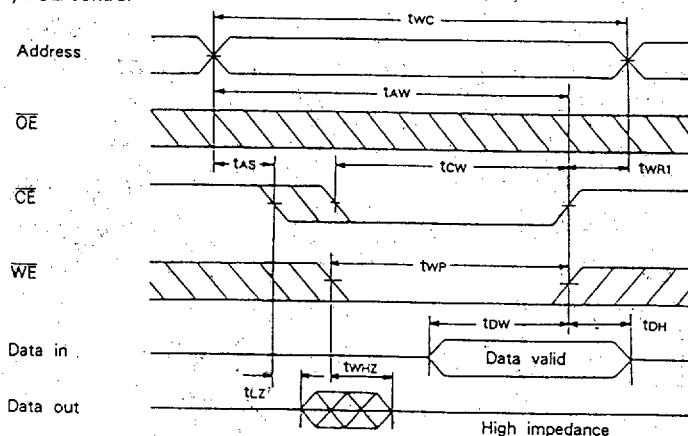 tWC
Address
tAW
OE
tAS
tCW
tWR1
CE
tWP
WE
tDW
tDH
Data in
Data valid
tLZ
tWHZ
Data out
High impedance